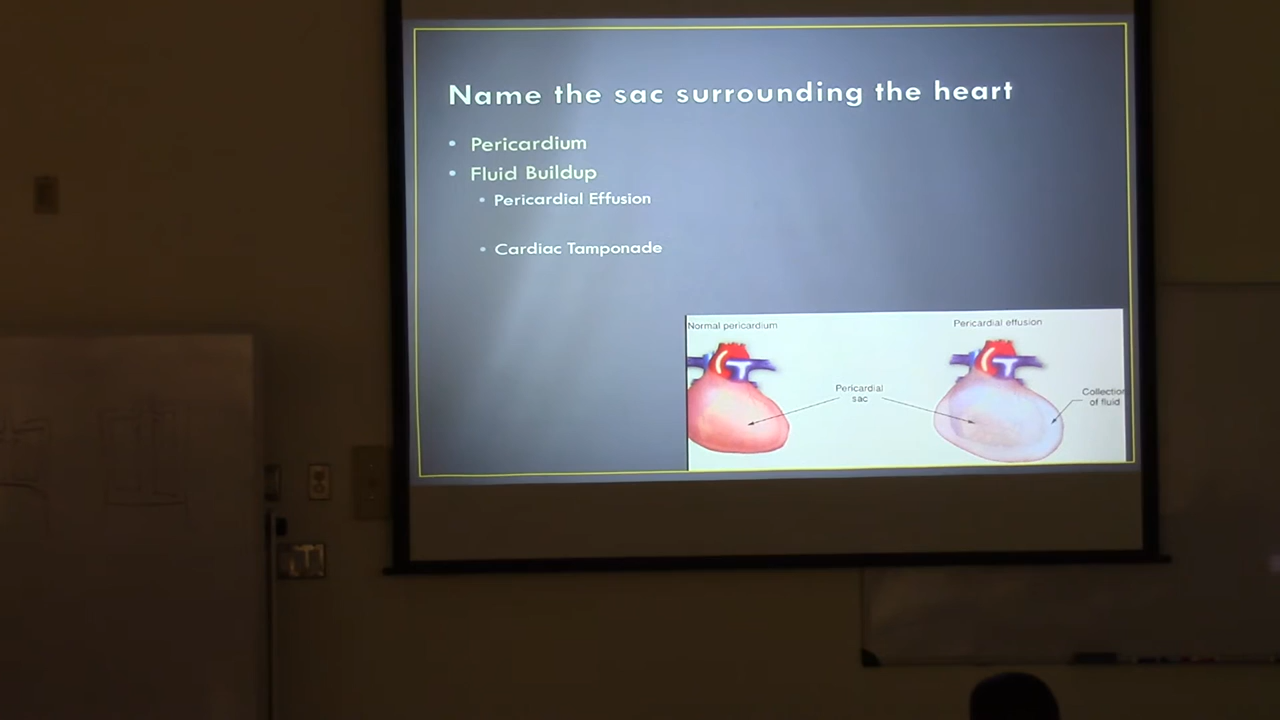 Name the sac surrounding the heart
• Pericardium
• Fluid Buildup
• Pericardial Effusion
• Cardiac Tamponade
Normal pericardium
Pericardial effusion
Pericardial
sac
Collection
of fluid